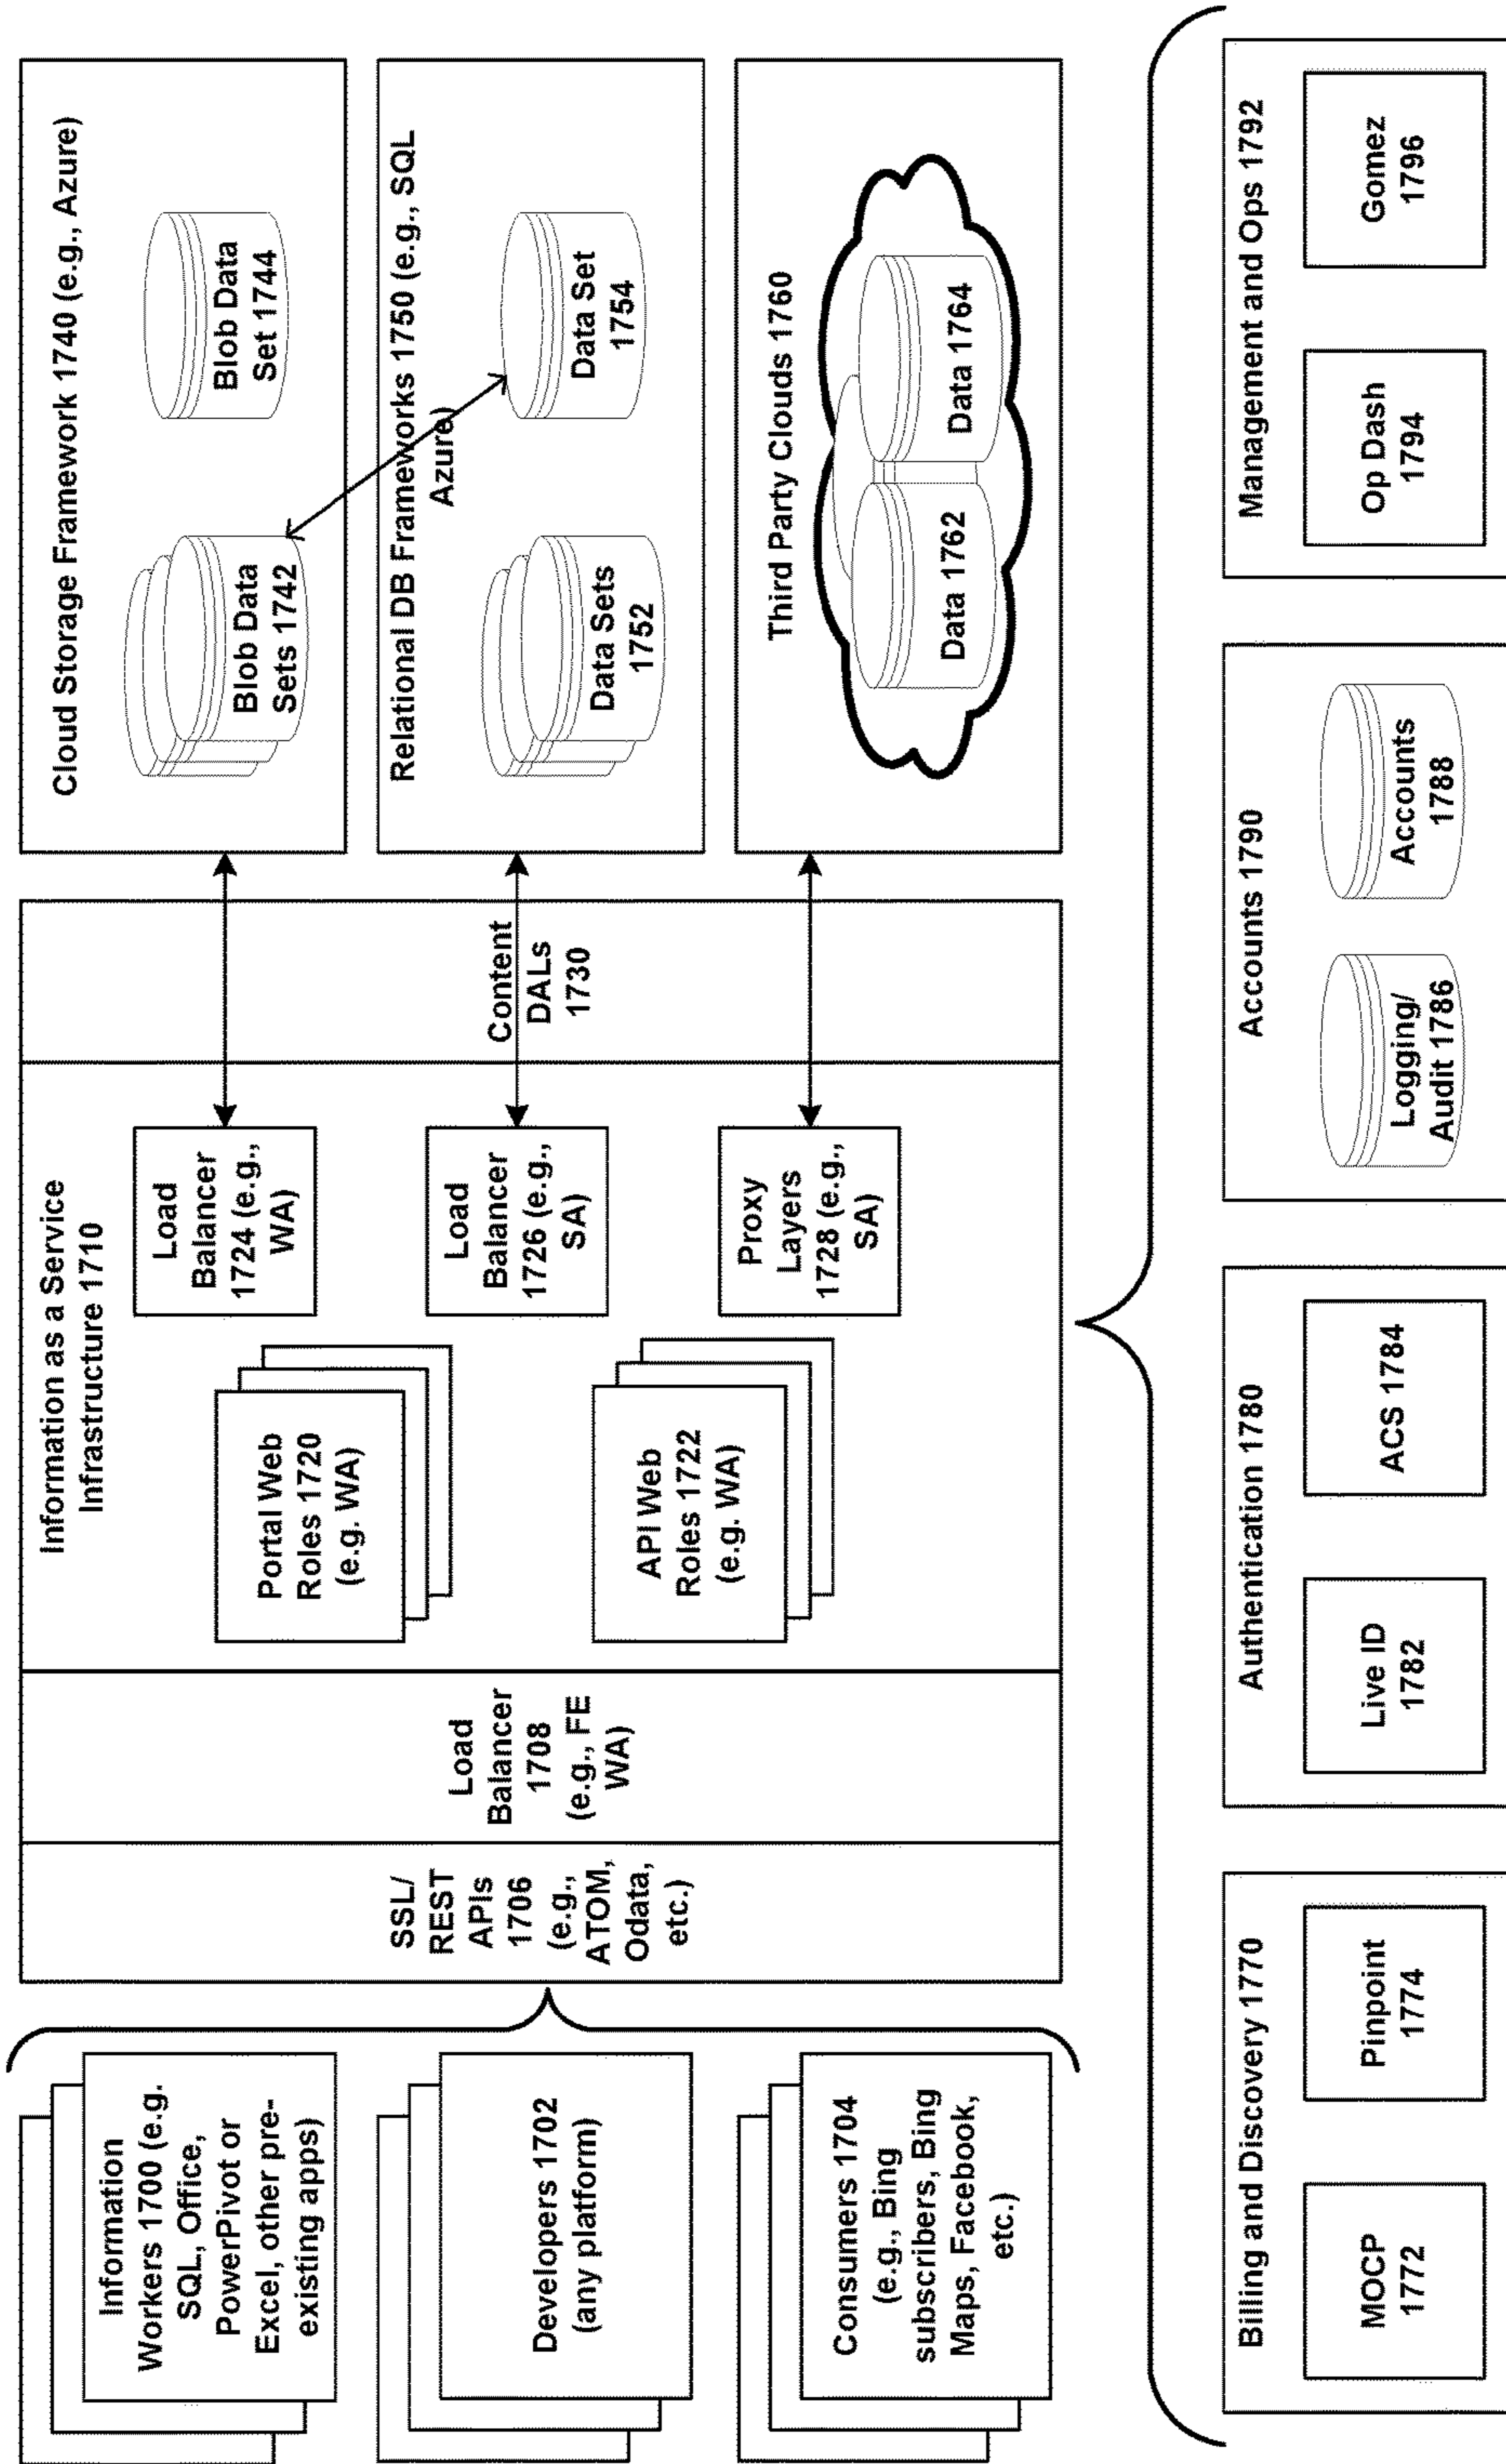 Information
Workers 1700 (e.g.
SQL, Office,
PowerPivot or
Excel, other pre-
existing apps)
Developers 1702
(any platform)
Consumers 1704
(e.g., Bing
subscribers, Bing
Maps, Facebook,
etc.)
SSL/
REST
APIs
1706
(e.g.,
ATOM,
Odata,
etc.)
Load
Balancer
1708
(e.g., FE
WA)
Information as a Service
Infrastructure 1710
Portal Web
Roles 1720
(e.g. WA)
API Web
Roles 1722
(e.g. WA)
Load
Balancer
1724 (e.g.,
WA)
Load
Balancer
1726 (e.g.,
SA)
Proxy
Layers
1728 (e.g.,
SA)
Content
DALs
1730
Cloud Storage Framework 1740 (e.g., Azure)
Blob Data
Sets 1742
Blob Data
Set 1744
Relational DB Frameworks 1750 (e.g., SQL
Azure)
Data Sets
1752
Data Set
1754
Third Party Clouds 1760
Data 1762
Data 1764
Billing and Discovery 1770
MOCP
1772
Pinpoint
1774
Authentication 1780
Live ID
1782
ACS 1784
Accounts 1790
Logging/
Audit 1786
Accounts
1788
Management and Ops 1792
Op Dash
1794
Gomez
1796